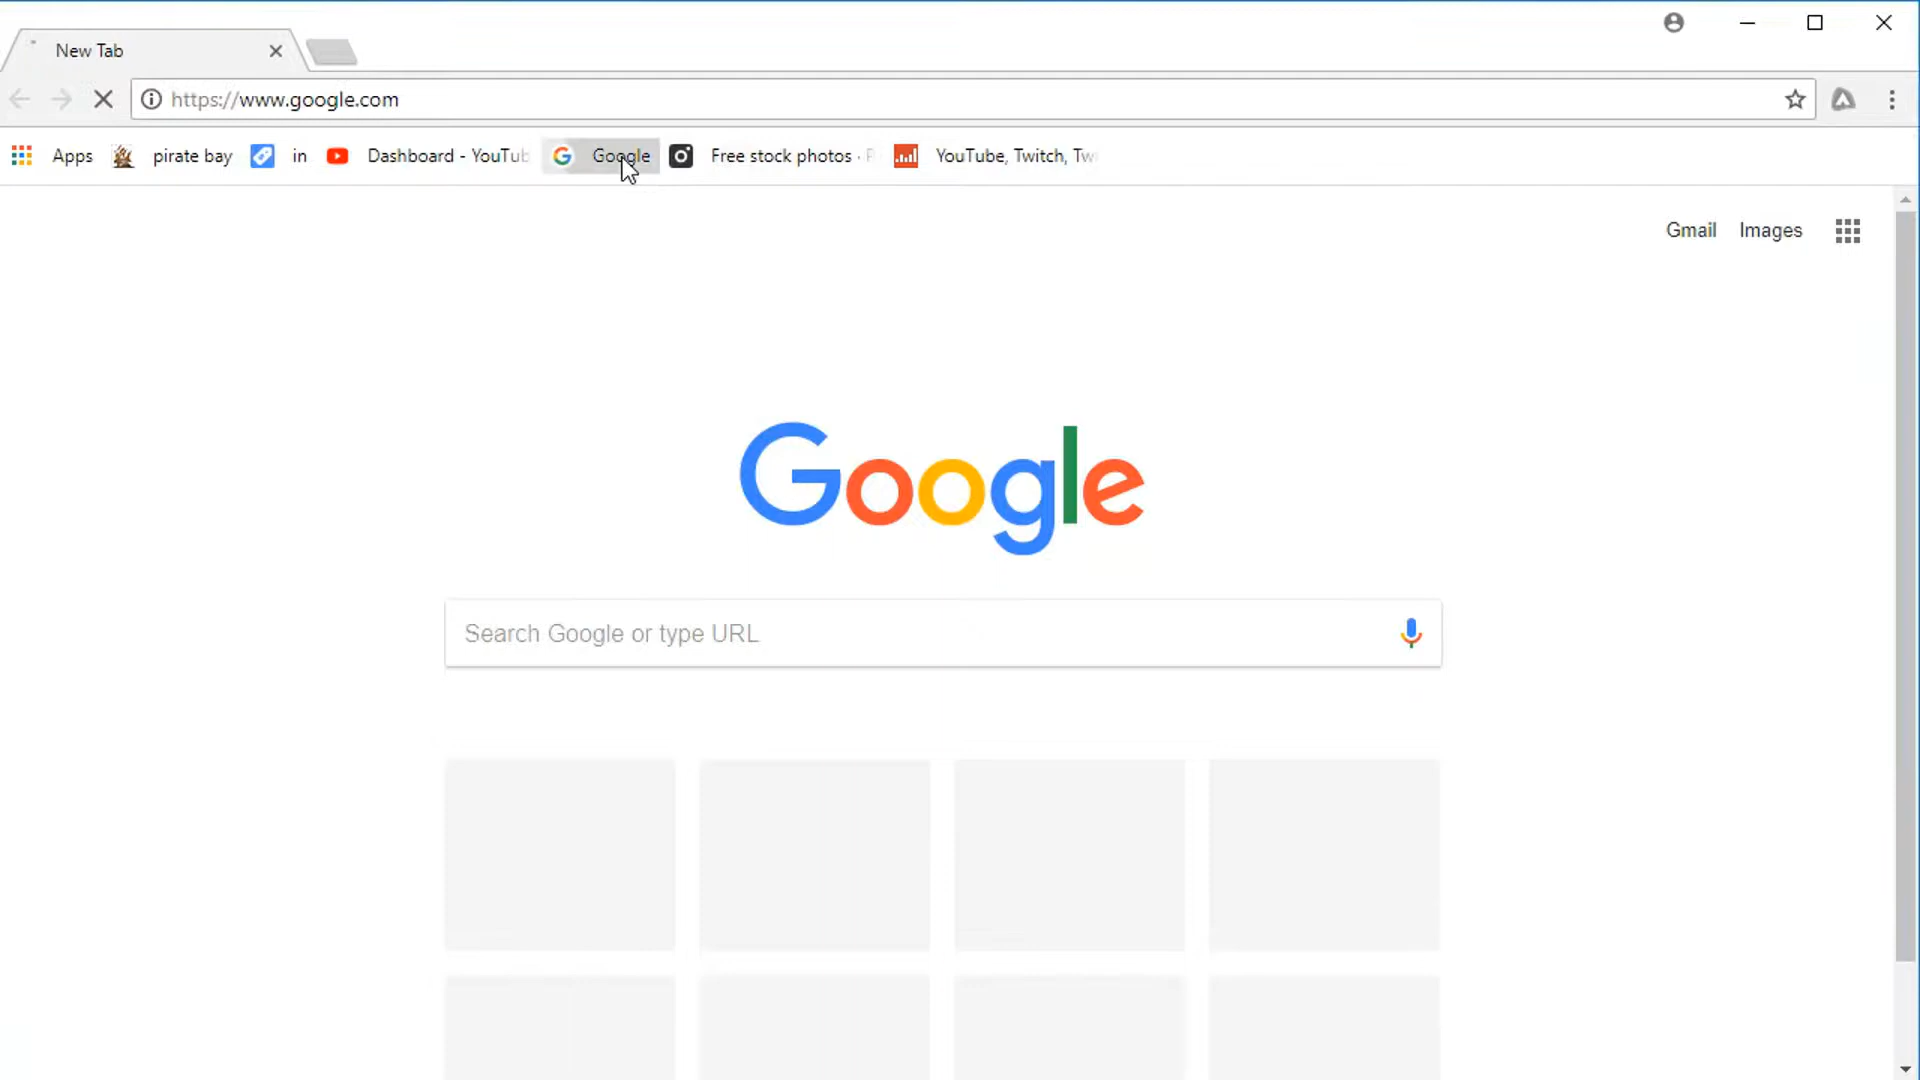 New Tab
https://www.google.com
Apps pirate bay in Dashboard - YouTub Google Free stock photos · P YouTube, Twitch, Tw
Gmail Images
Google
Search Google or type URL